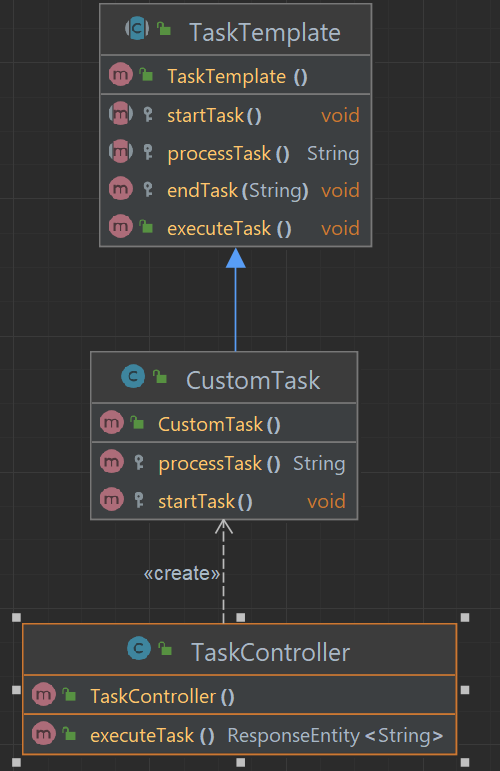 TaskTemplate
TaskTemplate ()
startTask() void
processTask() String
endTask(String) void
executeTask () void
CustomTask
CustomTask()
processTask() String
startTask() void
«create»
TaskController
TaskController()
executeTask () ResponseEntity<String>